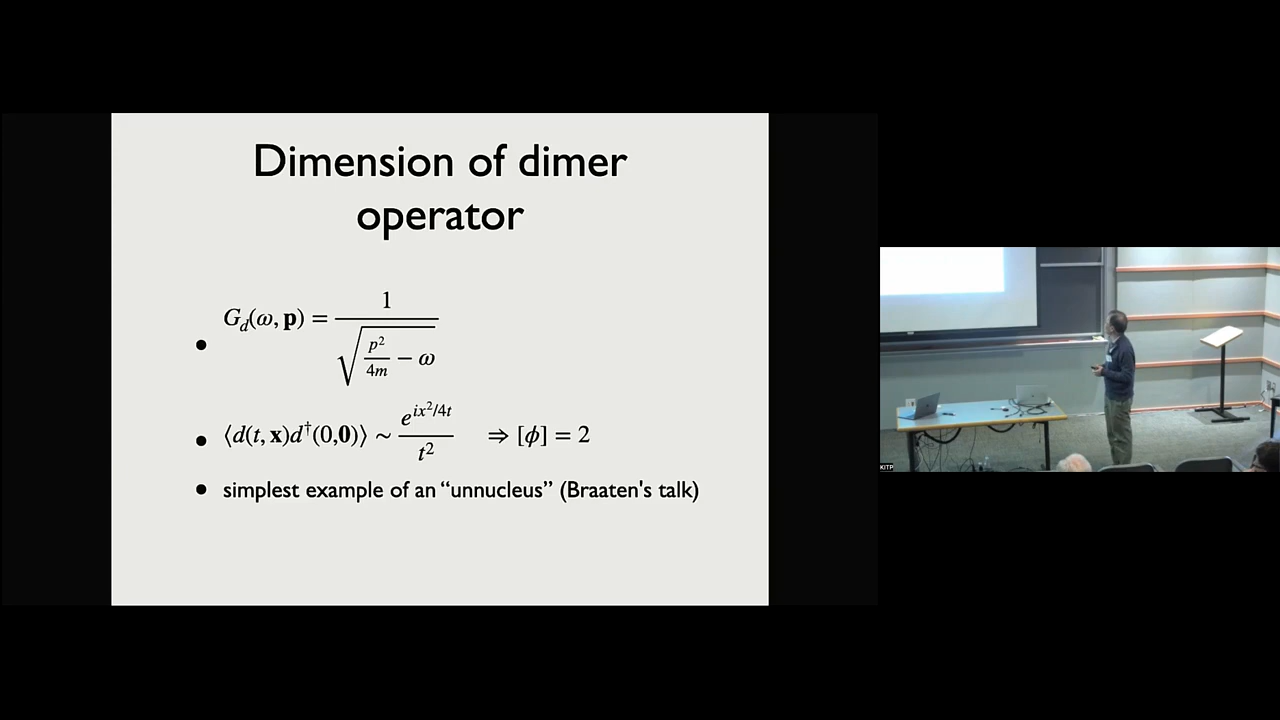 Dimension of dimer
operator
• G_d(ω, p) = 1 / √(p²/4m − ω)
• ⟨d(t, x)d†(0,0)⟩ ~ e^{ix²/4t} / t² ⇒ [ϕ] = 2
• simplest example of an “unnucleus” (Braaten's talk)
KITP